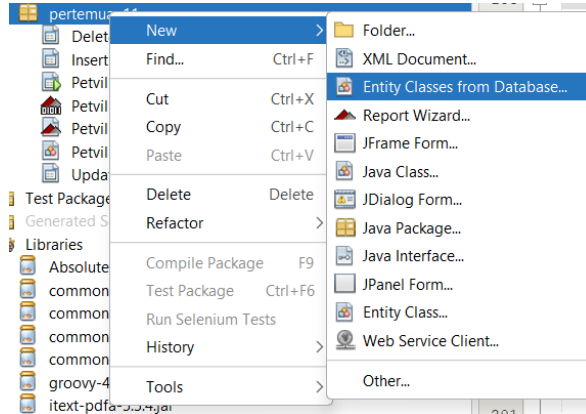 pertemua
New
Find... Ctrl+F
Cut Ctrl+X
Copy Ctrl+C
Paste Ctrl+V
Delete Delete
Refactor
Compile Package F9
Test Package Ctrl+F6
Run Selenium Tests
History
Tools
Folder...
XML Document...
Entity Classes from Database...
Report Wizard...
JFrame Form...
Java Class...
JDialog Form...
Java Package...
Java Interface...
JPanel Form...
Entity Class...
Web Service Client...
Other...
Delet
Insert
Petvil
Petvil
Petvil
Petvil
Upda
Test Package
Generated S
Libraries
Absolute
common
common
common
common
groovy-4
itext-pdfa-5.5.4.jar